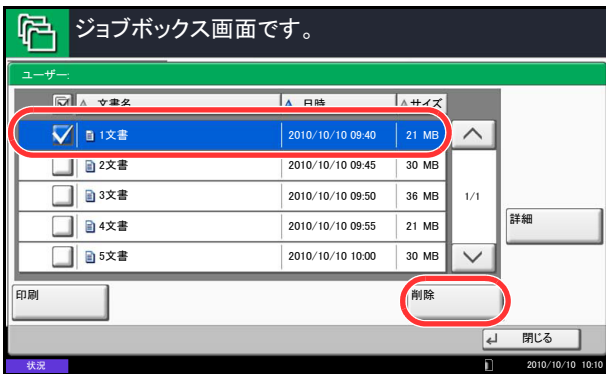 ジョブボックス画面です。
ユーザー:
文書名 日時 サイズ
1文書 2010/10/10 09:40 21 MB
2文書 2010/10/10 09:45 30 MB
3文書 2010/10/10 09:50 36 MB 1/1
4文書 2010/10/10 09:55 21 MB
詳細
5文書 2010/10/10 10:00 30 MB
印刷 削除
閉じる
状況 2010/10/10 10:10